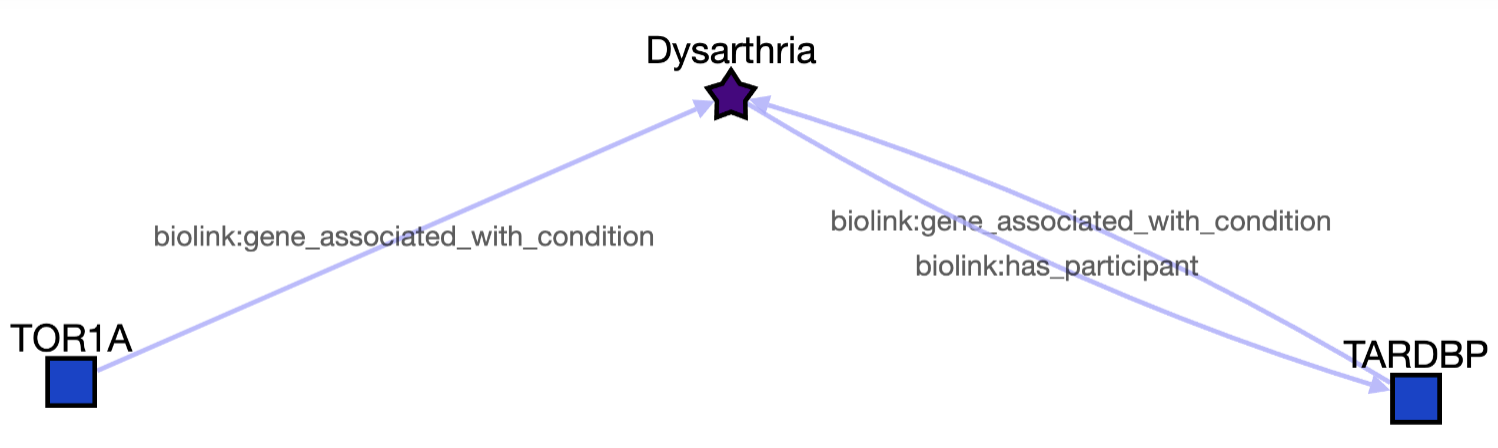 Dysarthria
biolink:gene_associated_with_condition
biolink:gene_associated_with_condition
biolink:has_participant
TOR1A
TARDBP